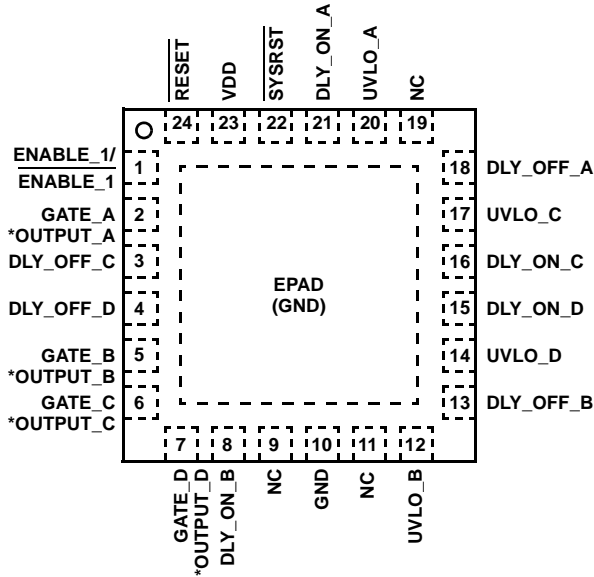 RESET
VDD
SYSRST
DLY_ON_A
UVLO_A
NC
24
23
22
21
20
19
ENABLE_1/
ENABLE_1
1
GATE_A
*OUTPUT_A
2
DLY_OFF_C
3
DLY_OFF_D
4
GATE_B
*OUTPUT_B
5
GATE_C
*OUTPUT_C
6
EPAD
(GND)
18
DLY_OFF_A
17
UVLO_C
16
DLY_ON_C
15
DLY_ON_D
14
UVLO_D
13
DLY_OFF_B
7
8
9
10
11
12
GATE_D
*OUTPUT_D
DLY_ON_B
NC
GND
NC
UVLO_B